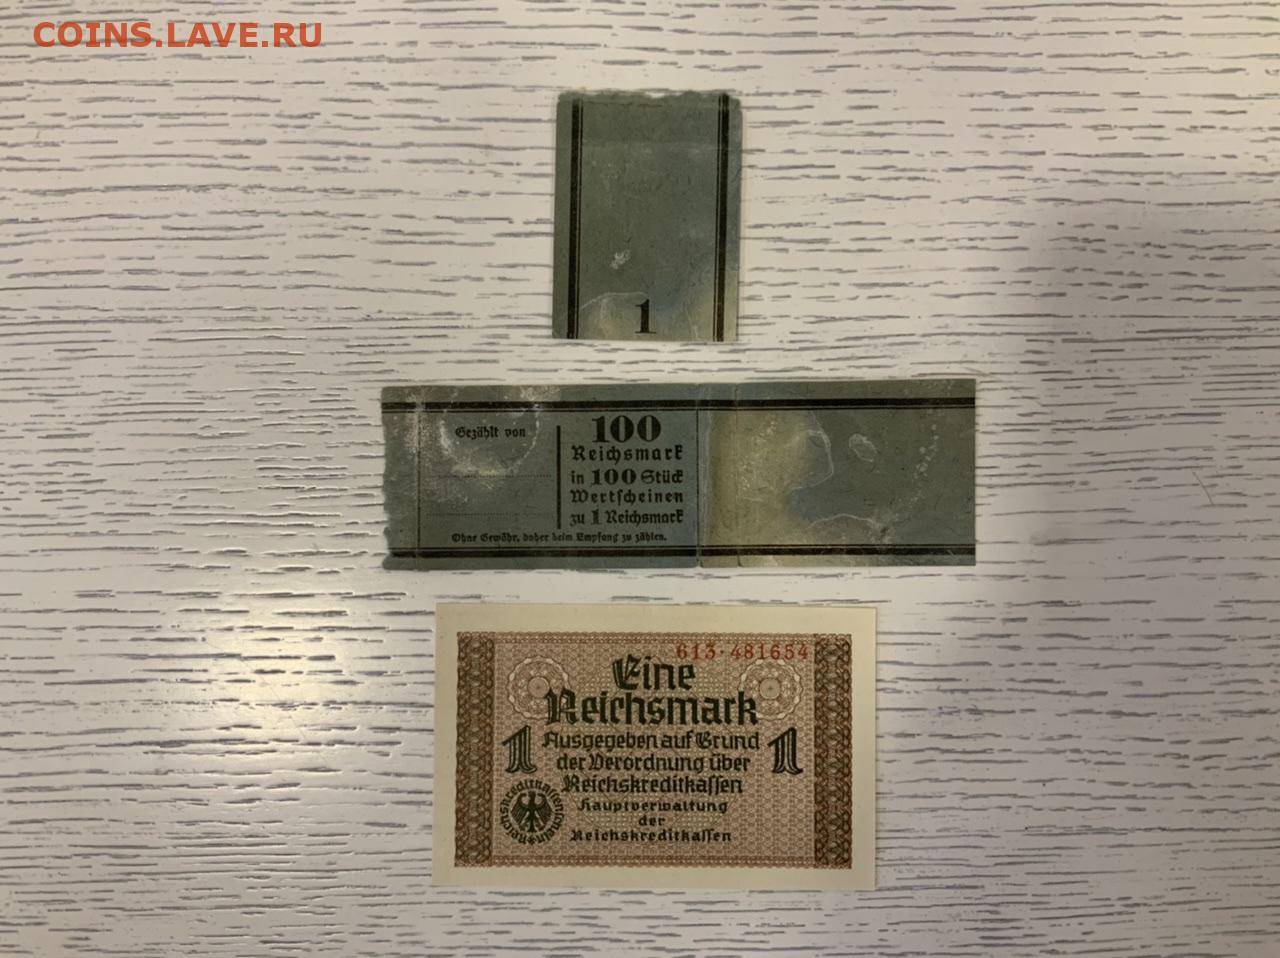 COINS.LAVE.RU
1
Gezählt von
100
Reichsmark
in 100 Stück
Wertscheinen
zu 1 Reichsmark
Ohne Gewähr, daher beim Empfang zu zählen.
613·481654
Eine
Reichsmark
1 Ausgegeben auf Grund 1
der Verordnung über
Reichskreditkassen
Hauptverwaltung
der
Reichskreditkassen
Reichskreditkassen